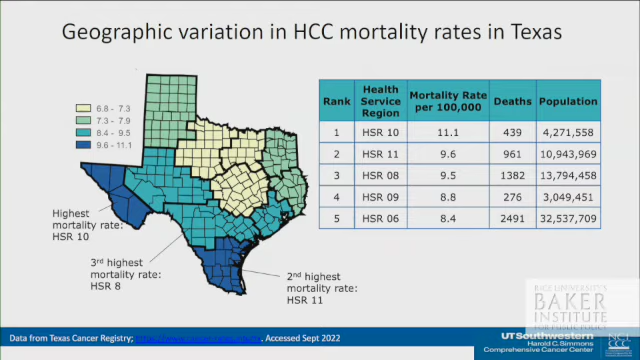 Geographic variation in HCC mortality rates in Texas
6.8 - 7.3
7.3 - 7.9
8.4 - 9.5
9.6 - 11.1
Highest
mortality rate:
HSR 10
3rd highest
mortality rate:
HSR 8
2nd highest
mortality rate:
HSR 11
Rank Health Service Region Mortality Rate per 100,000 Deaths Population
1 HSR 10 11.1 439 4,271,558
2 HSR 11 9.6 961 10,943,969
3 HSR 08 9.5 1382 13,794,458
4 HSR 09 8.8 276 3,049,451
5 HSR 06 8.4 2491 32,537,709
RICE UNIVERSITY'S
BAKER
INSTITUTE
FOR PUBLIC POLICY
Data from Texas Cancer Registry; Accessed Sept 2022
UTSouthwestern
Harold C. Simmons
Comprehensive Cancer Center
NCI
CCC